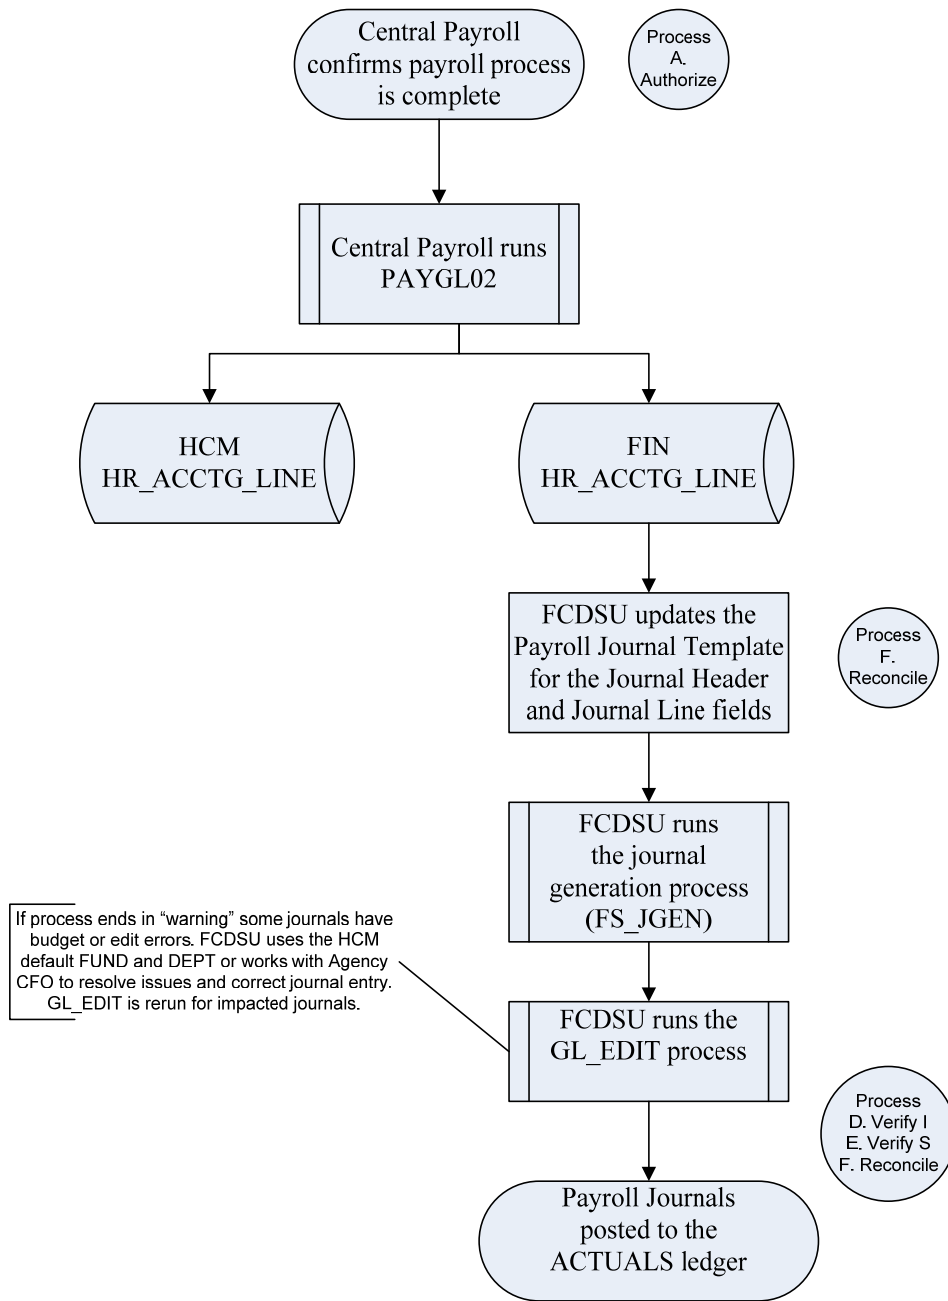 Central Payroll
confirms payroll process
is complete
Process
A.
Authorize
Central Payroll runs
PAYGL02
HCM
HR_ACCTG_LINE
FIN
HR_ACCTG_LINE
FCDSU updates the
Payroll Journal Template
for the Journal Header
and Journal Line fields
Process
F.
Reconcile
FCDSU runs
the journal
generation process
(FS_JGEN)
If process ends in “warning” some journals have
budget or edit errors. FCDSU uses the HCM
default FUND and DEPT or works with Agency
CFO to resolve issues and correct journal entry.
GL_EDIT is rerun for impacted journals.
FCDSU runs the
GL_EDIT process
Process
D. Verify I
E. Verify S
F. Reconcile
Payroll Journals
posted to the
ACTUALS ledger